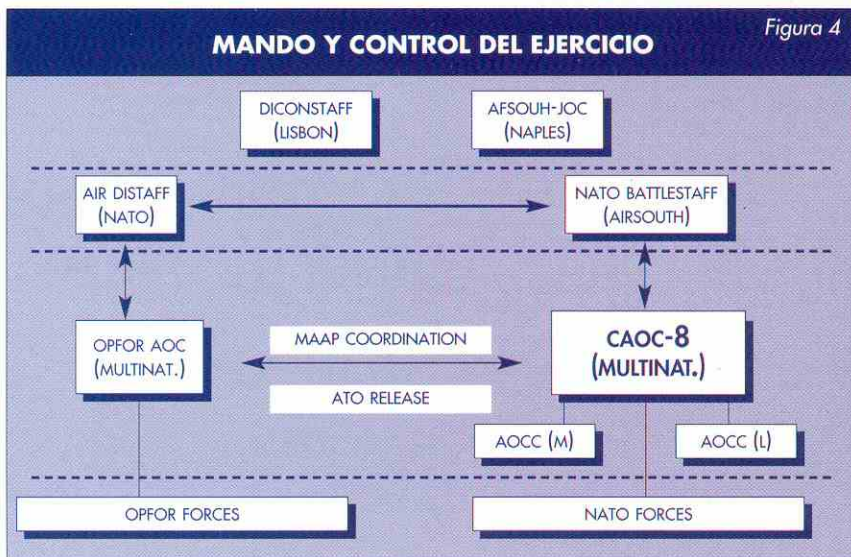 Figura 4
MANDO Y CONTROL DEL EJERCICIO
DICONSTAFF
(LISBON)
AFSOUH-JOC
(NAPLES)
AIR DISTAFF
(NATO)
NATO BATTLESTAFF
(AIRSOUTH)
OPFOR AOC
(MULTINAT.)
MAAP COORDINATION
ATO RELEASE
CAOC-8
(MULTINAT.)
AOCC (M)
AOCC (L)
OPFOR FORCES
NATO FORCES